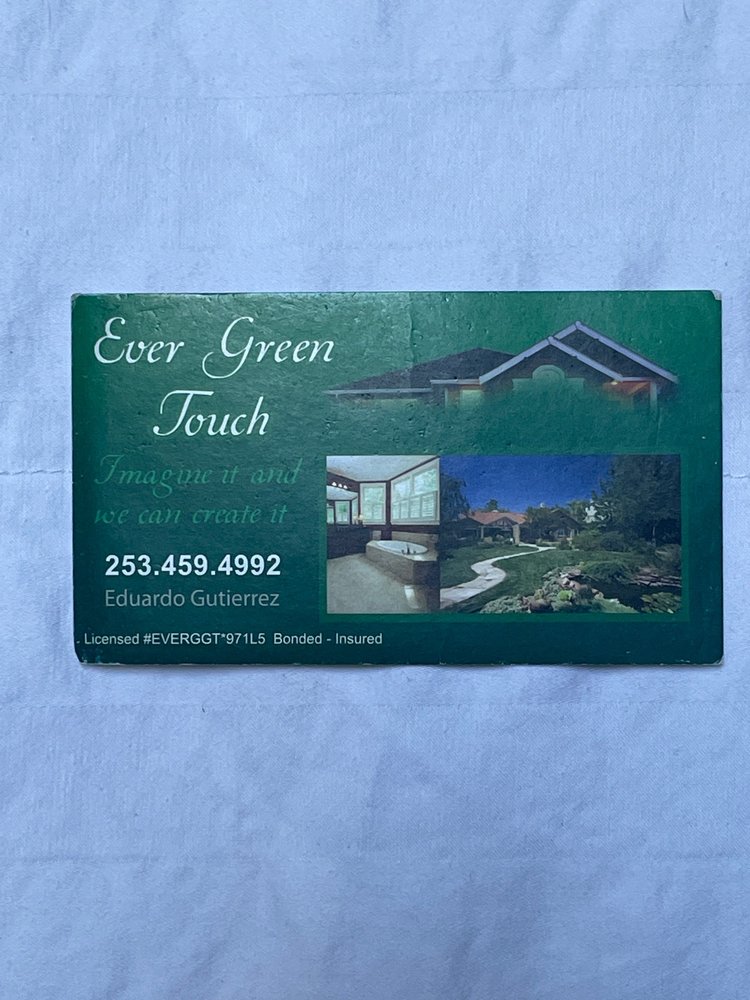 Ever Green
Touch
Imagine it and
we can create it
253.459.4992
Eduardo Gutierrez
Licensed #EVERGGT*971L5 Bonded - Insured